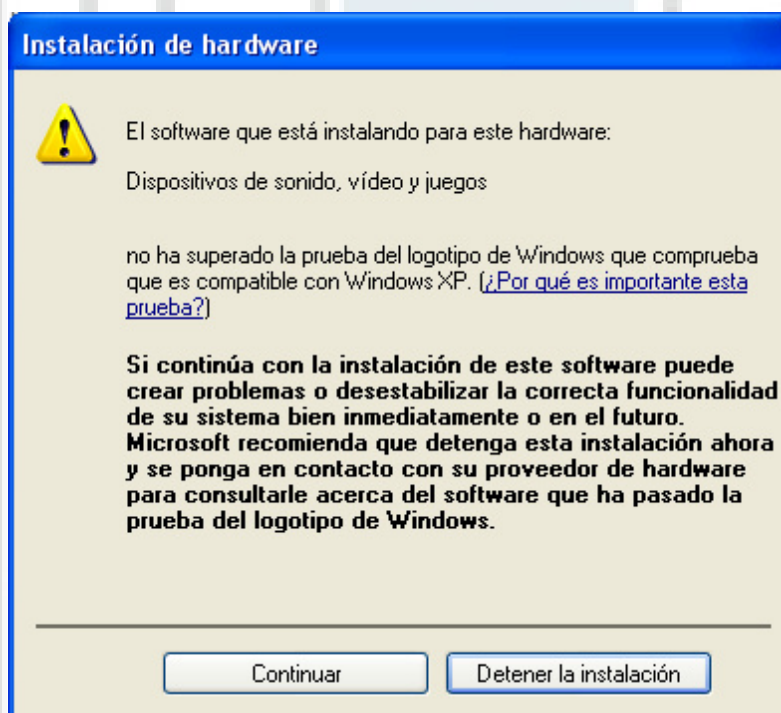 Instalación de hardware
El software que está instalando para este hardware:
Dispositivos de sonido, vídeo y juegos
no ha superado la prueba del logotipo de Windows que comprueba
que es compatible con Windows XP. (¿Por qué es importante esta
prueba?)
Si continúa con la instalación de este software puede
crear problemas o desestabilizar la correcta funcionalidad
de su sistema bien inmediatamente o en el futuro.
Microsoft recomienda que detenga esta instalación ahora
y se ponga en contacto con su proveedor de hardware
para consultarle acerca del software que ha pasado la
prueba del logotipo de Windows.
Continuar
Detener la instalación